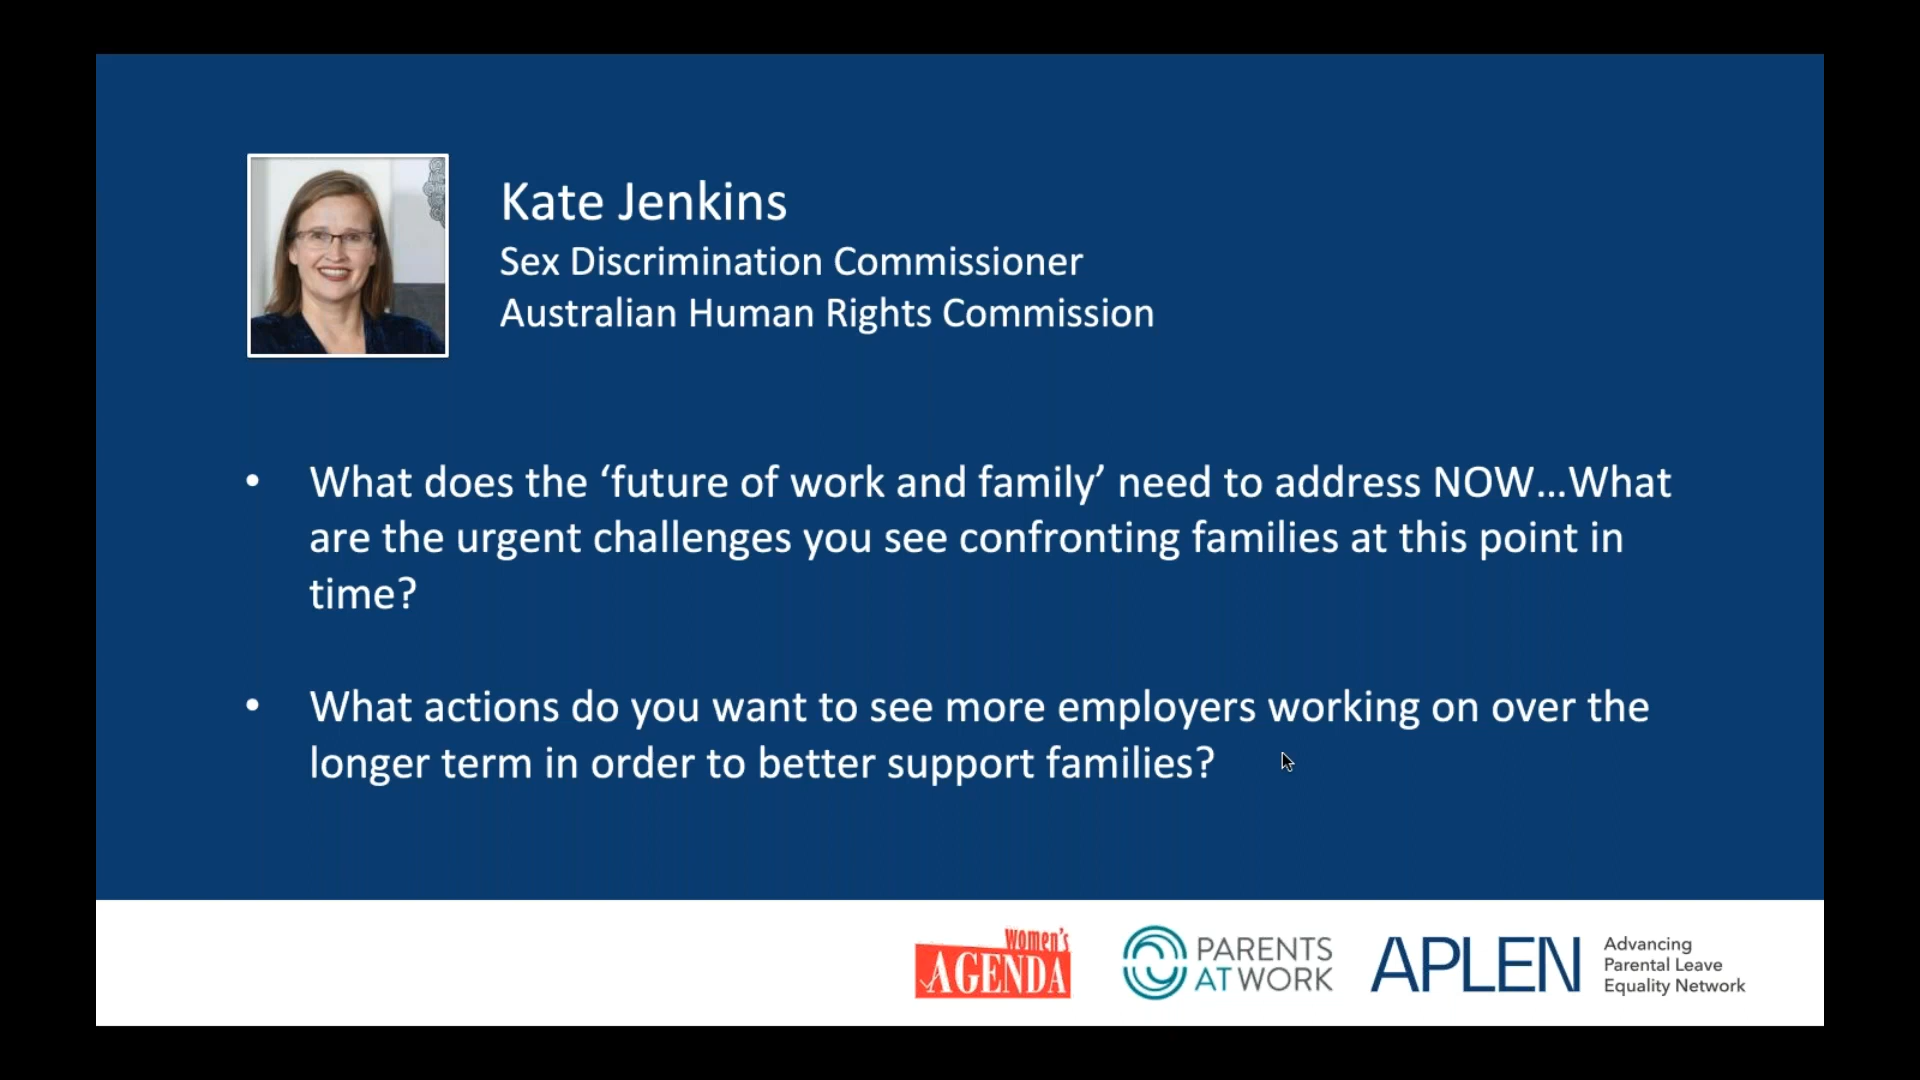 Kate Jenkins
Sex Discrimination Commissioner
Australian Human Rights Commission
• What does the ‘future of work and family’ need to address NOW...What
are the urgent challenges you see confronting families at this point in
time?
• What actions do you want to see more employers working on over the
longer term in order to better support families?
women's
AGENDA
PARENTS
AT WORK
APLEN
Advancing
Parental Leave
Equality Network